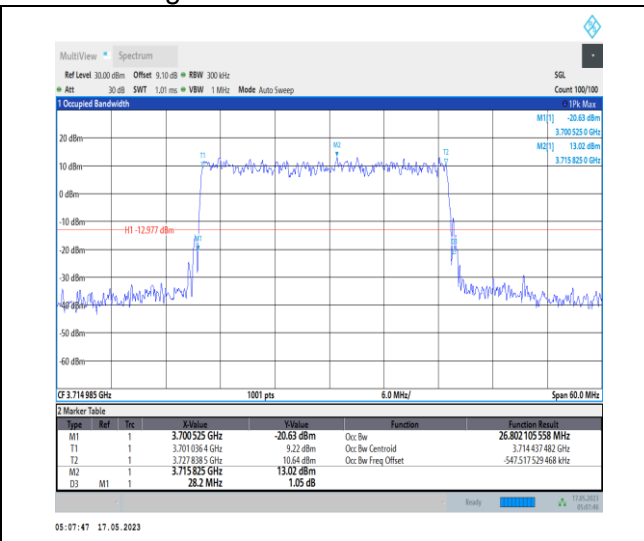 MultiView Spectrum
Ref Level 30.00 dBm Offset 9.10 dB RBW 300 kHz SGL
Att 30 dB SWT 1.01 ms VBW 1 MHz Mode Auto Sweep Count 100/100
1 Occupied Bandwidth 1Pk Max
M1[1] -20.63 dBm
3.700 525 0 GHz
M2[1] 13.02 dBm
3.715 825 0 GHz
20 dBm
M2
T1
T2
10 dBm
0 dBm
-10 dBm
H1 -12.977 dBm
M1
-20 dBm
-30 dBm
-40 dBm
-50 dBm
-60 dBm
CF 3.714 985 GHz 1001 pts 6.0 MHz/ Span 60.0 MHz
2 Marker Table
Type Ref Trc X-Value Y-Value Function Function Result
M1 1 3.700 525 GHz -20.63 dBm Occ Bw 26.802 105 558 MHz
T1 1 3.701 036 4 GHz 9.22 dBm Occ Bw Centroid 3.714 437 482 GHz
T2 1 3.727 838 5 GHz 10.64 dBm Occ Bw Freq Offset -547.517 529 468 kHz
M2 1 3.715 825 GHz 13.02 dBm
D3 M1 1 28.2 MHz 1.05 dB
Ready 17.05.2023
05:07:46
05:07:47 17.05.2023